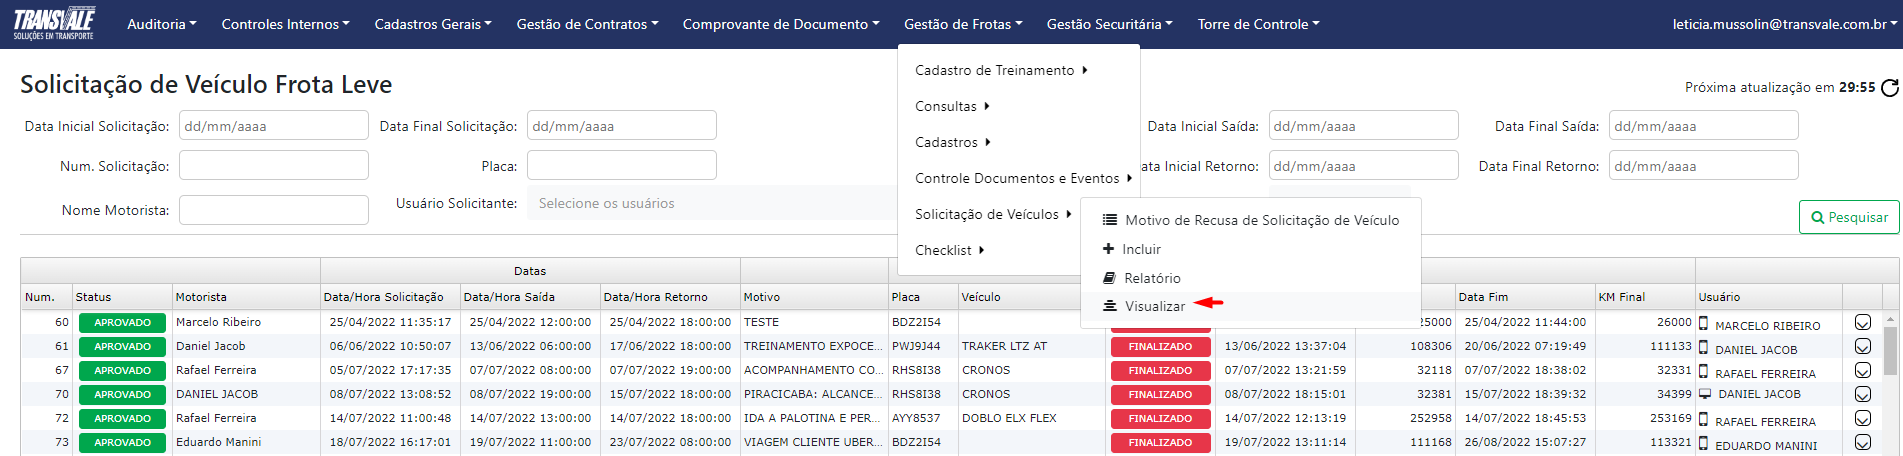 TRANSVALE
SOLUÇÕES EM TRANSPORTE
Auditoria
Controles Internos
Cadastros Gerais
Gestão de Contratos
Comprovante de Documento
Gestão de Frotas
Gestão Securitária
Torre de Controle
leticia.mussolin@transvale.com.br
Solicitação de Veículo Frota Leve
Próxima atualização em 29:55
Cadastro de Treinamento
Consultas
Cadastros
Controle Documentos e Eventos
Solicitação de Veículos
Checklist
Motivo de Recusa de Solicitação de Veículo
Incluir
Relatório
Visualizar
Data Inicial Solicitação: dd/mm/aaaa Data Final Solicitação: dd/mm/aaaa Data Inicial Saída: dd/mm/aaaa Data Final Saída: dd/mm/aaaa
Num. Solicitação: Placa: ata Inicial Retorno: dd/mm/aaaa Data Final Retorno: dd/mm/aaaa
Nome Motorista: Usuário Solicitante: Selecione os usuários
Pesquisar
Datas
Num. Status Motorista Data/Hora Solicitação Data/Hora Saída Data/Hora Retorno Motivo Placa Veículo Data Fim KM Final Usuário
60 APROVADO Marcelo Ribeiro 25/04/2022 11:35:17 25/04/2022 12:00:00 25/04/2022 18:00:00 TESTE BDZ2I54 25000 25/04/2022 11:44:00 26000 MARCELO RIBEIRO
61 APROVADO Daniel Jacob 06/06/2022 10:50:07 13/06/2022 06:00:00 17/06/2022 18:00:00 TREINAMENTO EXPOCE... PWJ9J44 TRAKER LTZ AT FINALIZADO 13/06/2022 13:37:04 108306 20/06/2022 07:19:49 111133 DANIEL JACOB
67 APROVADO Rafael Ferreira 05/07/2022 17:17:35 07/07/2022 08:00:00 07/07/2022 19:00:00 ACOMPANHAMENTO CO... RHS8I38 CRONOS FINALIZADO 07/07/2022 13:21:59 32118 07/07/2022 18:38:02 32331 RAFAEL FERREIRA
70 APROVADO DANIEL JACOB 08/07/2022 13:08:52 08/07/2022 19:00:00 15/07/2022 18:00:00 PIRACICABA: ALCANCE... RHS8I38 CRONOS FINALIZADO 08/07/2022 18:15:01 32381 15/07/2022 18:39:32 34399 DANIEL JACOB
72 APROVADO Rafael Ferreira 14/07/2022 11:00:48 14/07/2022 13:00:00 14/07/2022 18:00:00 IDA A PALOTINA E PER... AYY8537 DOBLO ELX FLEX FINALIZADO 14/07/2022 12:13:19 252958 14/07/2022 18:45:53 253169 RAFAEL FERREIRA
73 APROVADO Eduardo Manini 18/07/2022 16:17:01 19/07/2022 11:00:00 23/07/2022 08:00:00 VIAGEM CLIENTE UBER... BDZ2I54 FINALIZADO 19/07/2022 13:11:14 111168 26/08/2022 15:07:27 113321 EDUARDO MANINI